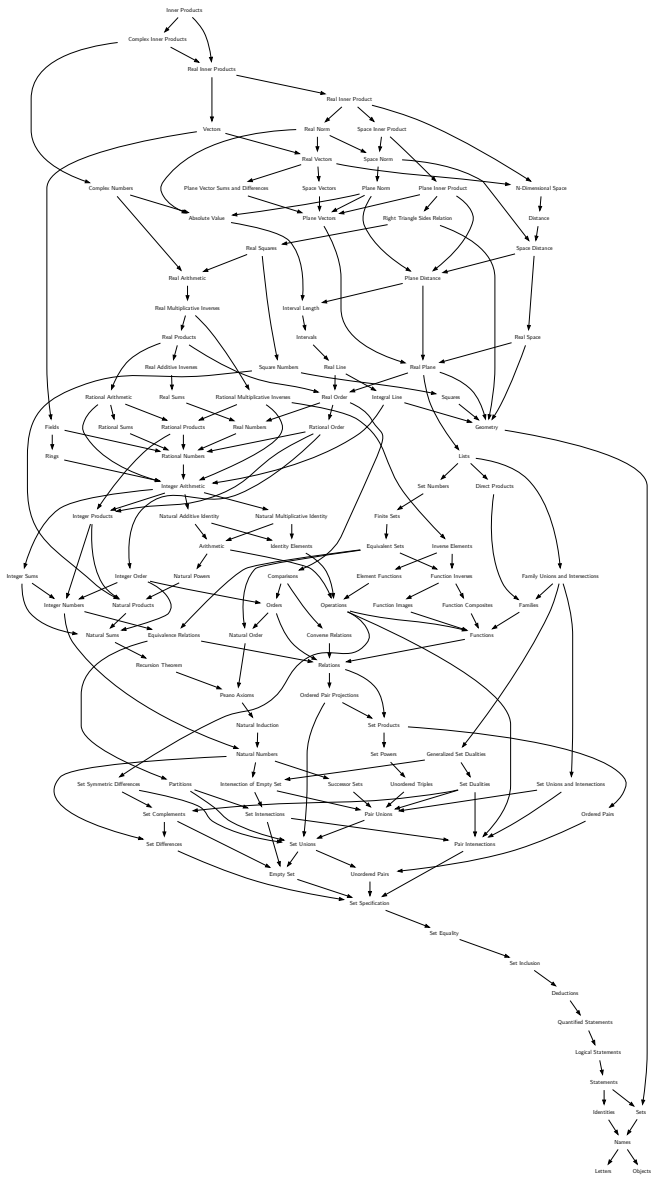 Inner Products
Complex Inner Products
Real Inner Products
Real Inner Product
Vectors
Real Norm
Space Inner Product
Real Vectors
Space Norm
Complex Numbers
Plane Vector Sums and Differences
Space Vectors
Plane Norm
Plane Inner Product
N-Dimensional Space
Absolute Value
Plane Vectors
Right Triangle Sides Relation
Distance
Real Squares
Space Distance
Real Arithmetic
Plane Distance
Real Multiplicative Inverses
Interval Length
Real Products
Intervals
Real Space
Real Additive Inverses
Square Numbers
Real Line
Real Plane
Rational Arithmetic
Real Sums
Rational Multiplicative Inverses
Real Order
Integral Line
Squares
Fields
Rational Sums
Rational Products
Real Numbers
Rational Order
Geometry
Rings
Rational Numbers
Lists
Integer Arithmetic
Set Numbers
Direct Products
Integer Products
Natural Additive Identity
Natural Multiplicative Identity
Finite Sets
Arithmetic
Identity Elements
Equivalent Sets
Inverse Elements
Integer Sums
Integer Order
Natural Powers
Comparisons
Element Functions
Function Inverses
Family Unions and Intersections
Integer Numbers
Natural Products
Orders
Operations
Function Images
Function Composites
Families
Natural Sums
Equivalence Relations
Natural Order
Converse Relations
Functions
Recursion Theorem
Relations
Peano Axioms
Ordered Pair Projections
Natural Induction
Set Products
Natural Numbers
Set Powers
Generalized Set Dualities
Set Symmetric Differences
Partitions
Intersection of Empty Set
Successor Sets
Unordered Triples
Set Dualities
Set Unions and Intersections
Set Complements
Set Intersections
Pair Unions
Ordered Pairs
Set Differences
Set Unions
Pair Intersections
Empty Set
Unordered Pairs
Set Specification
Set Equality
Set Inclusion
Deductions
Quantified Statements
Logical Statements
Statements
Identities
Sets
Names
Letters
Objects